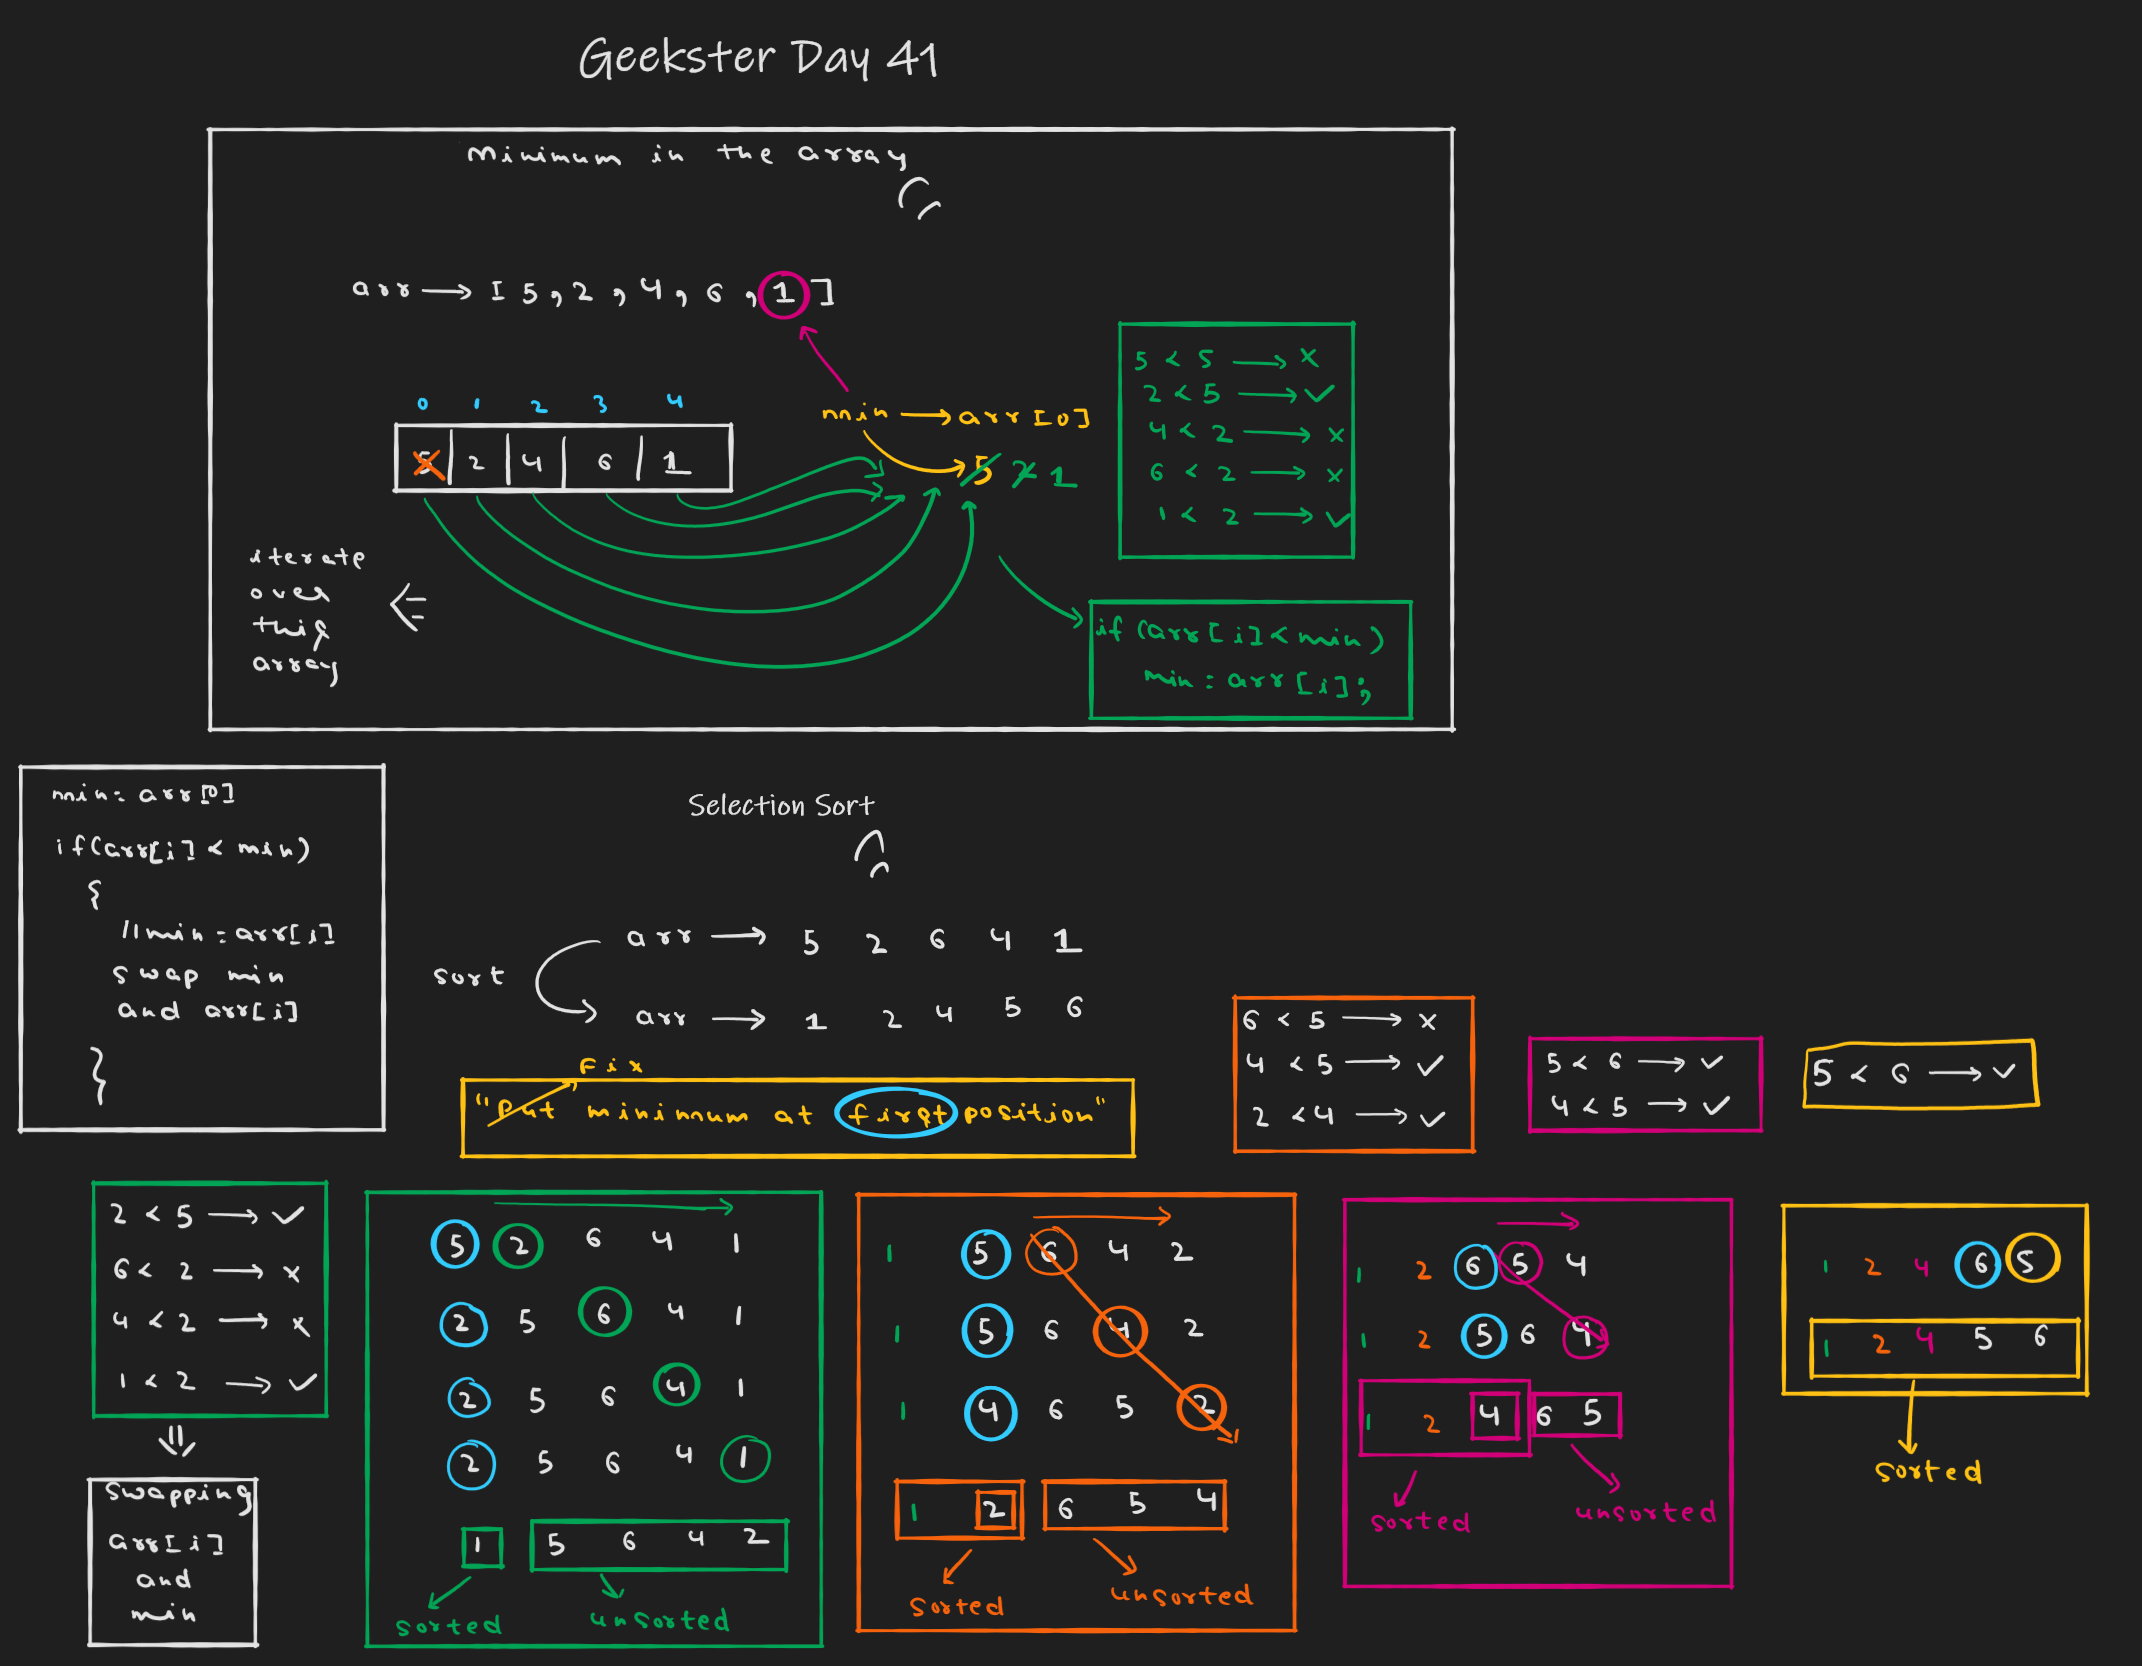 Geekster Day 41
Minimum in the array
arr → [ 5, 2, 4, 6, 1 ]
0 1 2 3 4
5 2 4 6 1
min → arr [0]
5 2 1
5 < 5 → ×
2 < 5 → ✓
4 < 2 → ×
6 < 2 → ×
1 < 2 → ✓
iterate
over
this
array
if (arr[i] < min)
min = arr[i];
min = arr[0]
if(arr[i] < min)
{
//min = arr[i]
swap min
and arr[i]
}
Selection Sort
sort
arr → 5 2 6 4 1
arr → 1 2 4 5 6
Fix
"Put minimum at first position"
6 < 5 → ×
4 < 5 → ✓
2 < 4 → ✓
5 < 6 → ✓
4 < 5 → ✓
5 < 6 → ✓
2 < 5 → ✓
6 < 2 → ×
4 < 2 → ×
1 < 2 → ✓
swapping
arr[i]
and
min
5 2 6 4 1
2 5 6 4 1
2 5 6 4 1
2 5 6 4 1
1 5 6 4 2
sorted unsorted
1 5 6 4 2
1 5 6 4 2
1 4 6 5 2
1 2 6 5 4
sorted unsorted
1 2 6 5 4
1 2 5 6 4
1 2 4 6 5
sorted unsorted
1 2 4 6 5
1 2 4 5 6
sorted